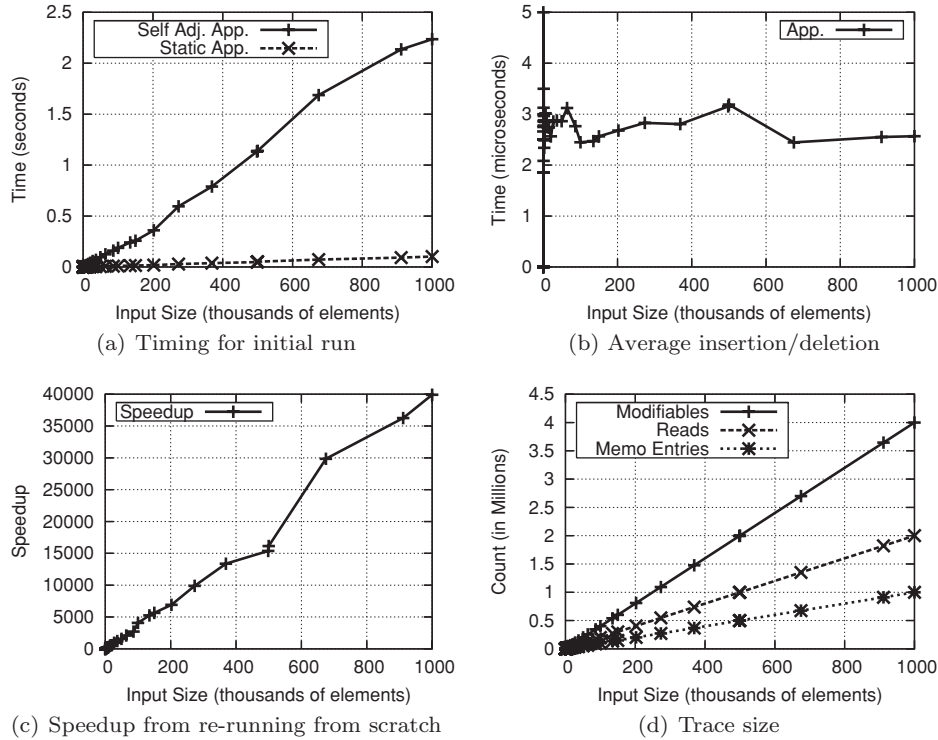 2.5
2
1.5
1
0.5
0
Time (seconds)
Self Adj. App.
Static App.
0 200 400 600 800 1000
Input Size (thousands of elements)
(a) Timing for initial run
5
4
3
2
1
0
Time (microseconds)
App.
0 200 400 600 800 1000
Input Size (thousands of elements)
(b) Average insertion/deletion
40000
35000
30000
25000
20000
15000
10000
5000
0
Speedup
Speedup
0 200 400 600 800 1000
Input Size (thousands of elements)
(c) Speedup from re-running from scratch
4.5
4
3.5
3
2.5
2
1.5
1
0.5
0
Count (in Millions)
Modifiables
Reads
Memo Entries
0 200 400 600 800 1000
Input Size (thousands of elements)
(d) Trace size